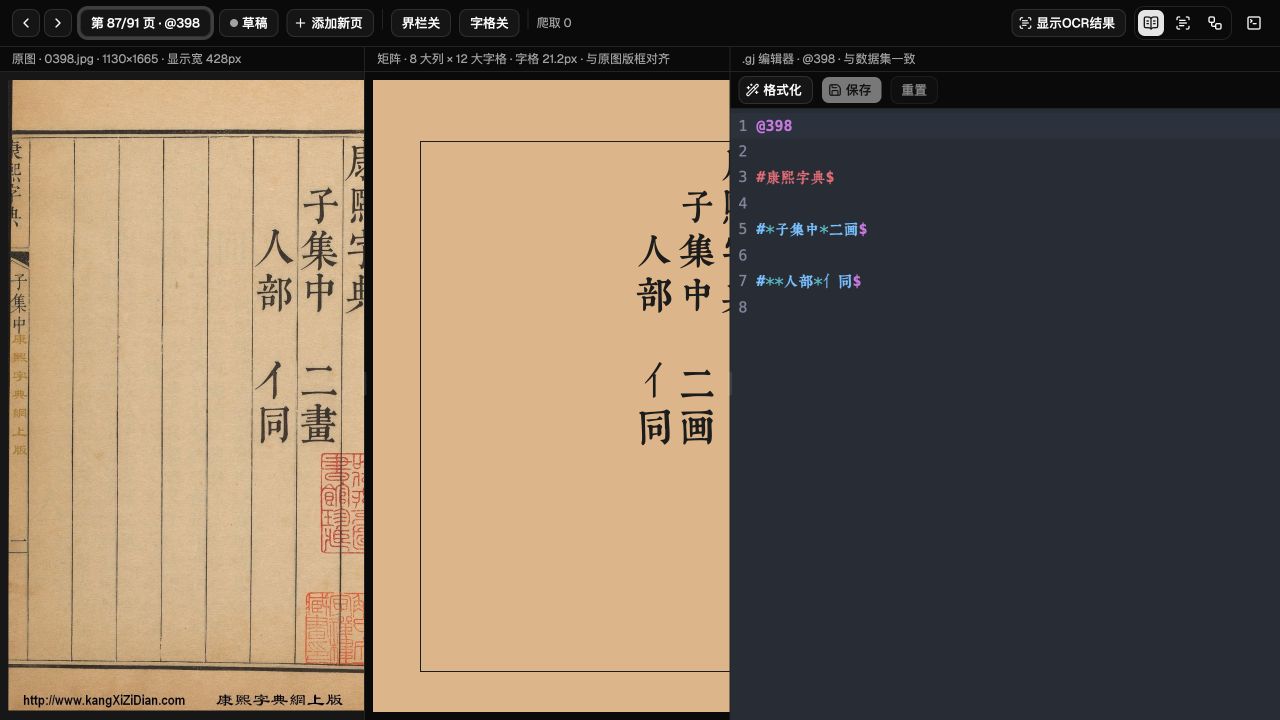 第 87/91 页 · @398
草稿
添加新页
界栏关
字格关
爬取 0
显示OCR结果
原图 · 0398.jpg · 1130×1665 · 显示宽 428px
矩阵 · 8 大列 × 12 大字格 · 字格 21.2px · 与原图版框对齐
.gj 编辑器 · @398 · 与数据集一致
格式化
保存
重置
康熙字典
子集中 二畫
人部 亻同
康熙字典
子集中
康熙字典網上版
二
http://www.kangXiZiDian.com
康熙字典網上版
子集中 二画
人部 亻同
1 @398
2
3 #康熙字典$
4
5 #*子集中*二画$
6
7 #**人部*亻同$
8